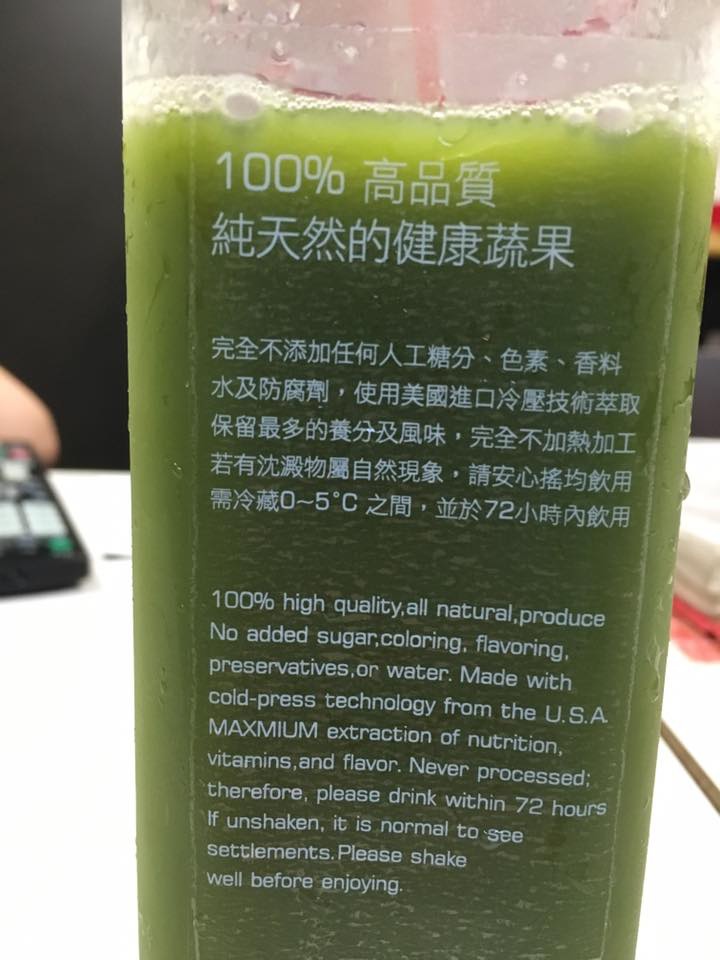 100% 高品質
純天然的健康蔬果
完全不添加任何人工糖分、色素、香料
水及防腐劑，使用美國進口冷壓技術萃取
保留最多的養分及風味，完全不加熱加工
若有沈澱物屬自然現象，請安心搖均飲用
需冷藏0~5°C 之間，並於72小時內飲用
100% high quality,all natural,produce
No added sugar,coloring, flavoring,
preservatives,or water. Made with
cold-press technology from the U.S.A.
MAXMIUM extraction of nutrition,
vitamins,and flavor. Never processed;
therefore, please drink within 72 hours
If unshaken, it is normal to see
settlements.Please shake
well before enjoying.